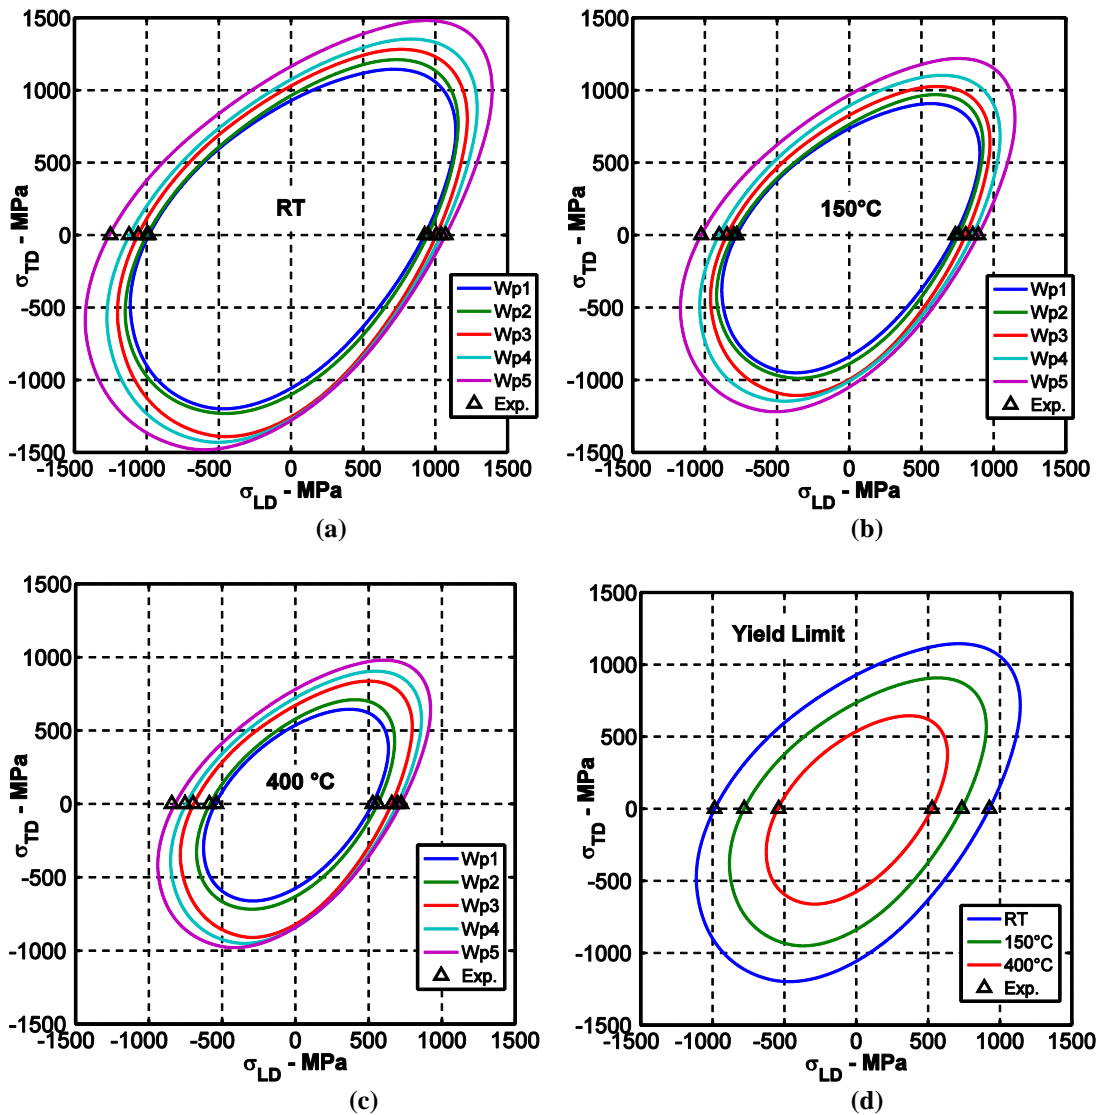 1500
1000
500
0
-500
-1000
-1500
-1500
-1000
-500
0
500
1000
1500
σTD - MPa
σLD - MPa
RT
Wp1
Wp2
Wp3
Wp4
Wp5
Exp.
(a)
1500
1000
500
0
-500
-1000
-1500
-1500
-1000
-500
0
500
1000
1500
σTD - MPa
σLD - MPa
150°C
Wp1
Wp2
Wp3
Wp4
Wp5
Exp.
(b)
1500
1000
500
0
-500
-1000
-1500
-1500
-1000
-500
0
500
1000
1500
σTD - MPa
σLD - MPa
400 °C
Wp1
Wp2
Wp3
Wp4
Wp5
Exp.
(c)
1500
1000
500
0
-500
-1000
-1500
-1500
-1000
-500
0
500
1000
1500
σTD - MPa
σLD - MPa
Yield Limit
RT
150°C
400°C
Exp.
(d)